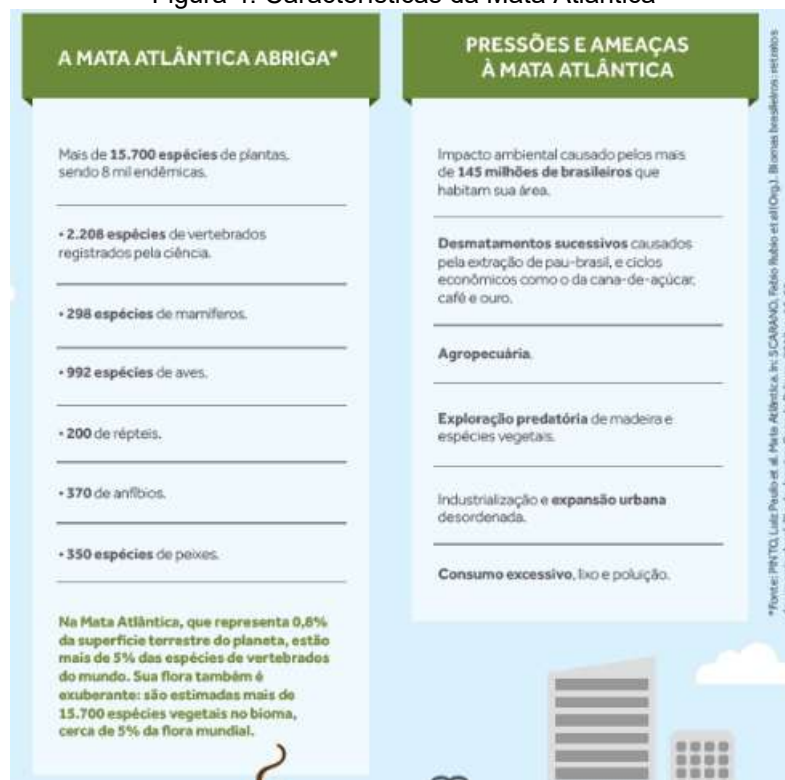 Figura 4: Características da Mata Atlântica
A MATA ATLÂNTICA ABRIGA*
Mais de 15.700 espécies de plantas,
sendo 8 mil endêmicas.
• 2.208 espécies de vertebrados
registrados pela ciência.
• 298 espécies de mamíferos.
• 992 espécies de aves.
• 200 de répteis.
• 370 de anfíbios.
• 350 espécies de peixes.
Na Mata Atlântica, que representa 0,8%
da superfície terrestre do planeta, estão
mais de 5% das espécies de vertebrados
do mundo. Sua flora também é
exuberante: são estimadas mais de
15.700 espécies vegetais no bioma,
cerca de 5% da flora mundial.
PRESSÕES E AMEAÇAS
À MATA ATLÂNTICA
Impacto ambiental causado pelos mais
de 145 milhões de brasileiros que
habitam sua área.
Desmatamentos sucessivos causados
pela extração de pau-brasil, e ciclos
econômicos como o da cana-de-açúcar,
café e ouro.
Agropecuária.
Exploração predatória de madeira e
espécies vegetais.
Industrialização e expansão urbana
desordenada.
Consumo excessivo, lixo e poluição.
*Fonte: PINTO, Luiz Paulo et al. Mata Atlântica. In: SCARANO, Fabio Rubio et all (Org.). Biomas brasileiros: retratos